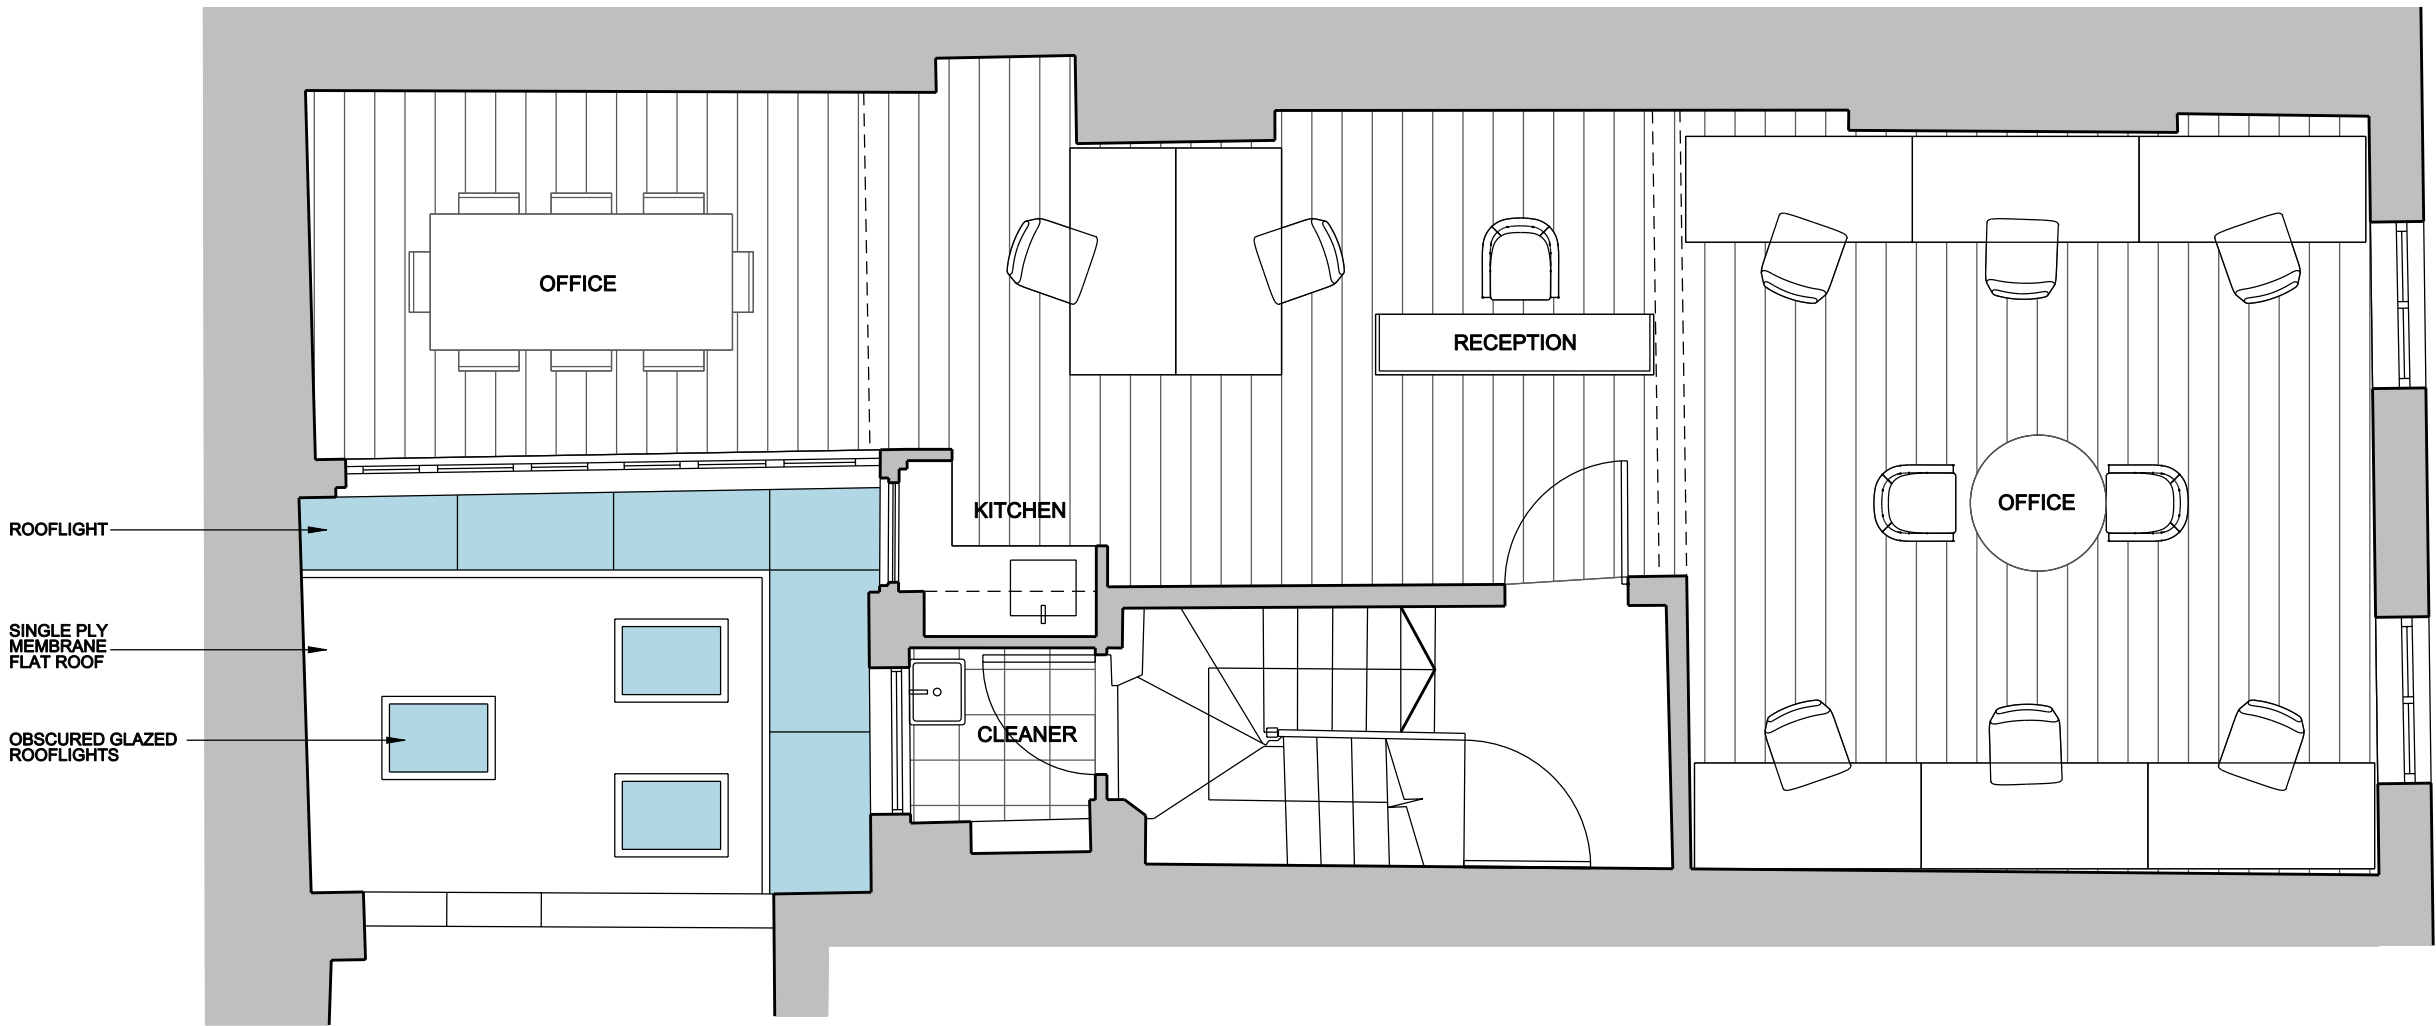 OFFICE
RECEPTION
OFFICE
KITCHEN
ROOFLIGHT
SINGLE PLY
MEMBRANE
FLAT ROOF
CLEANER
OBSCURED GLAZED
ROOFLIGHTS